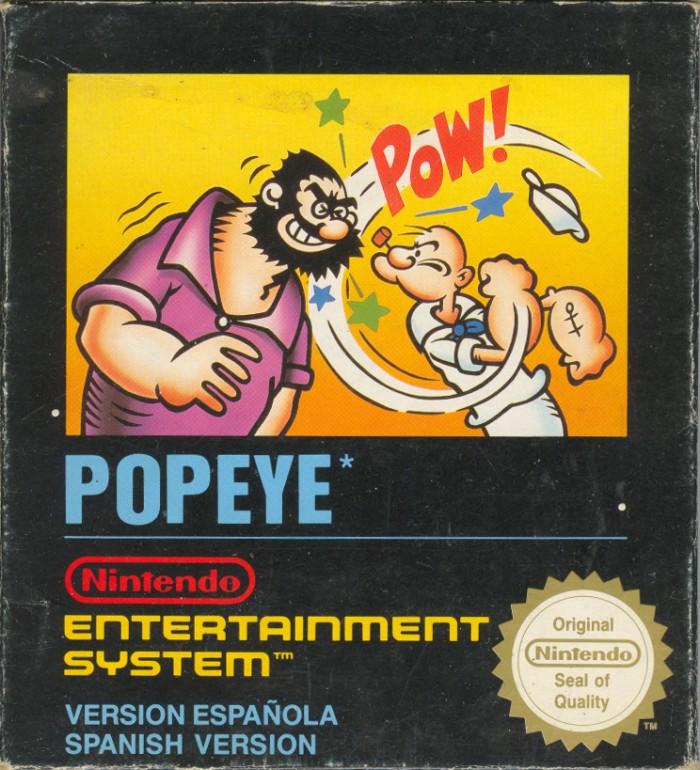 POW!
POPEYE*
Nintendo
ENTERTAINMENT
SYSTEM™
VERSION ESPAÑOLA
SPANISH VERSION
Original
Nintendo
Seal of
Quality
TM